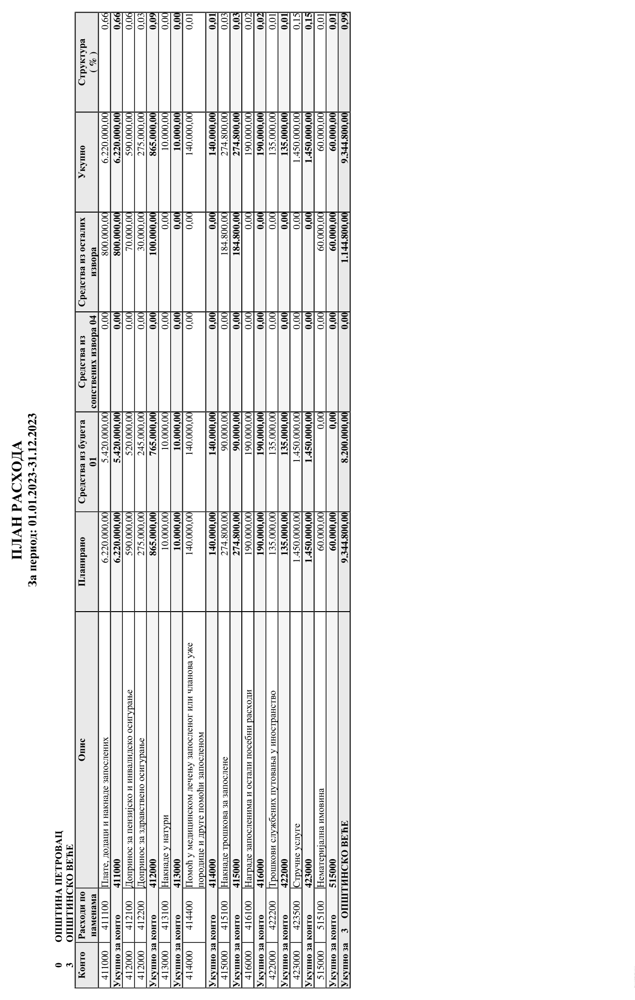 ПЛАН РАСХОДА
За период: 01.01.2023-31.12.2023
0 ОПШТИНА ПЕТРОВАЦ
3 ОПШТИНСКО ВЕЋЕ
Конто Расходи по наменама Опис Планирано Средства из буџета 01 Средства из сопствених извора 04 Средства из осталих извора Укупно Структура ( % )
411000 411100 Плате, додаци и накнаде запослених 6.220.000,00 5.420.000,00 0,00 800.000,00 6.220.000,00 0,66
Укупно за конто 411000 6.220.000,00 5.420.000,00 0,00 800.000,00 6.220.000,00 0,66
412000 412100 Допринос за пензијско и инвалидско осигурање 590.000,00 520.000,00 0,00 70.000,00 590.000,00 0,06
412000 412200 Допринос за здравствено осигурање 275.000,00 245.000,00 0,00 30.000,00 275.000,00 0,03
Укупно за конто 412000 865.000,00 765.000,00 0,00 100.000,00 865.000,00 0,09
413000 413100 Накнаде у натури 10.000,00 10.000,00 0,00 0,00 10.000,00 0,00
Укупно за конто 413000 10.000,00 10.000,00 0,00 0,00 10.000,00 0,00
414000 414400 Помоћ у медицинском лечењу запосленог или чланова уже 140.000,00 140.000,00 0,00 0,00 140.000,00 0,01
породице и друге помоћи запосленом
Укупно за конто 414000 140.000,00 140.000,00 0,00 0,00 140.000,00 0,01
415000 415100 Накнаде трошкова за запослене 274.800,00 90.000,00 0,00 184.800,00 274.800,00 0,03
Укупно за конто 415000 274.800,00 90.000,00 0,00 184.800,00 274.800,00 0,03
416000 416100 Награде запосленима и остали посебни расходи 190.000,00 190.000,00 0,00 0,00 190.000,00 0,02
Укупно за конто 416000 190.000,00 190.000,00 0,00 0,00 190.000,00 0,02
422000 422200 Трошкови службених путовања у иностранство 135.000,00 135.000,00 0,00 0,00 135.000,00 0,01
Укупно за конто 422000 135.000,00 135.000,00 0,00 0,00 135.000,00 0,01
423000 423500 Стручне услуге 1.450.000,00 1.450.000,00 0,00 0,00 1.450.000,00 0,15
Укупно за конто 423000 1.450.000,00 1.450.000,00 0,00 0,00 1.450.000,00 0,15
515000 515100 Нематеријална имовина 60.000,00 0,00 0,00 60.000,00 60.000,00 0,01
Укупно за конто 515000 60.000,00 0,00 0,00 60.000,00 60.000,00 0,01
Укупно за 3 ОПШТИНСКО ВЕЋЕ 9.344.800,00 8.200.000,00 0,00 1.144.800,00 9.344.800,00 0,99